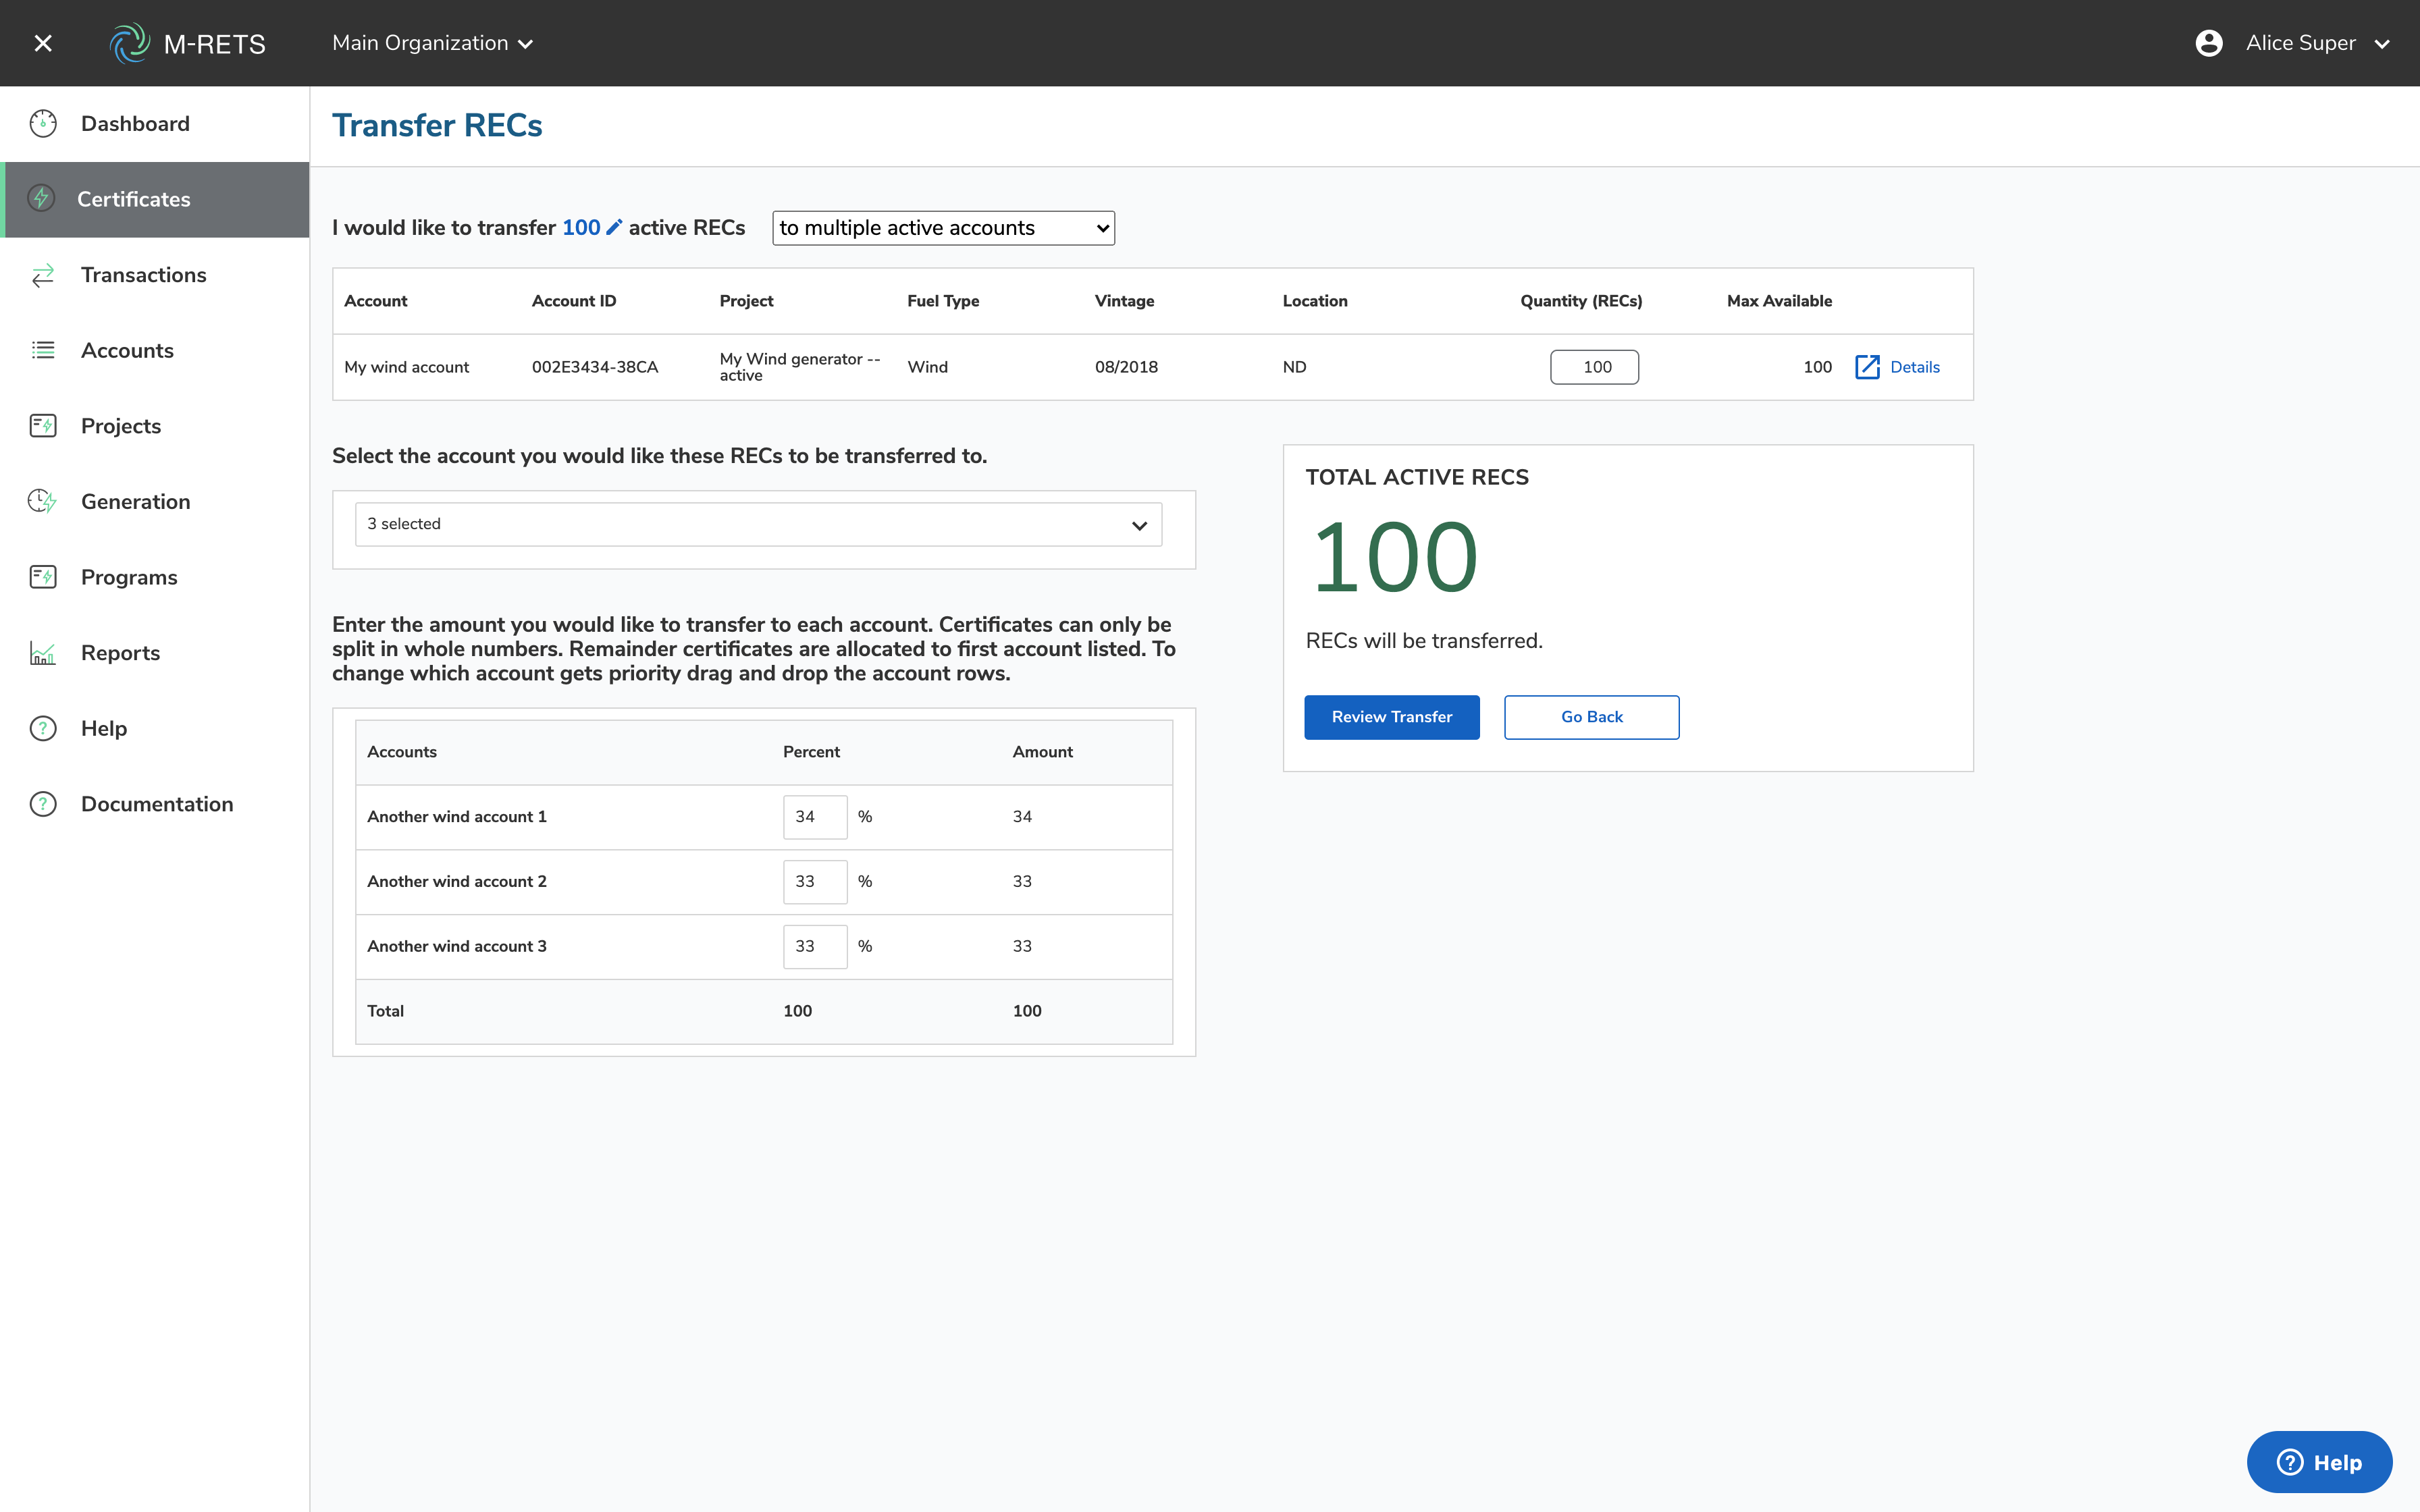 M-RETS
Main Organization
Alice Super
Dashboard
Certificates
Transactions
Accounts
Projects
Generation
Programs
Reports
Help
Documentation
Transfer RECs
I would like to transfer 100 active RECs to multiple active accounts
Account Account ID Project Fuel Type Vintage Location Quantity (RECs) Max Available
My wind account 002E3434-38CA My Wind generator -- active Wind 08/2018 ND 100 100 Details
Select the account you would like these RECs to be transferred to.
3 selected
Enter the amount you would like to transfer to each account. Certificates can only be
split in whole numbers. Remainder certificates are allocated to first account listed. To
change which account gets priority drag and drop the account rows.
Accounts Percent Amount
Another wind account 1 34 % 34
Another wind account 2 33 % 33
Another wind account 3 33 % 33
Total 100 100
TOTAL ACTIVE RECS
100
RECs will be transferred.
Review Transfer Go Back
? Help